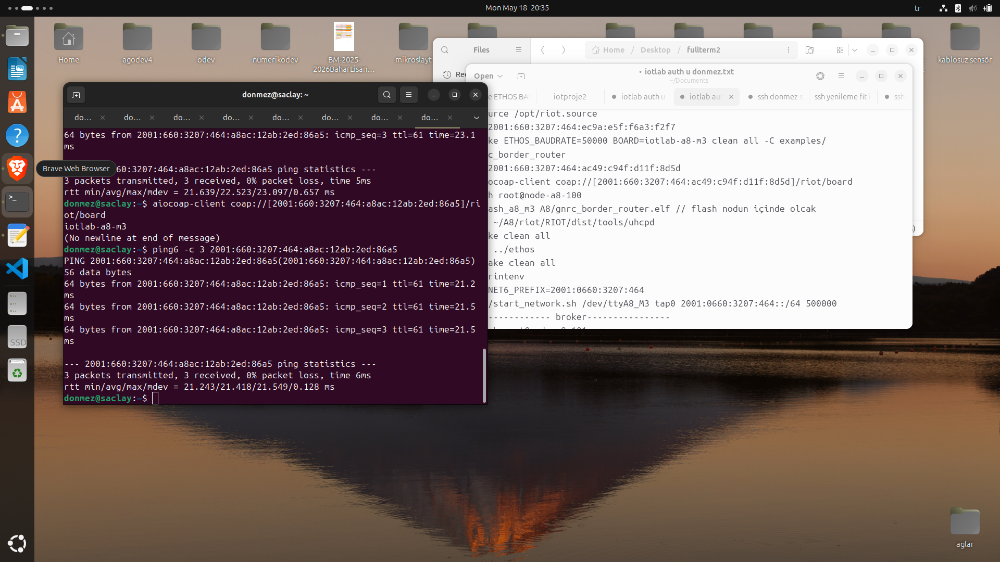 Mon May 18 20:35
tr
Home
agodev4
odev
numerikodev
BM-2025-
2026BaharLisan...
mikroslayt
kablosuz sensör
Files
Home / Desktop / fullterm2
Open
• iotlab auth u donmez.txt
~/Documents
ETHOS BA
iotproje2
iotlab auth u
iotlab au
ssh donmez s
ssh yenileme fit i
ssh
urce /opt/riot.source
2001:660:3207:464:ec9a:e5f:f6a3:f2f7
ke ETHOS_BAUDRATE=50000 BOARD=iotlab-a8-m3 clean all -C examples/
c_border_router
2001:660:3207:464:ac49:c94f:d11f:8d5d
ocoap-client coap://[2001:660:3207:464:ac49:c94f:d11f:8d5d]/riot/board
h root@node-a8-100
ash_a8_m3 A8/gnrc_border_router.elf // flash nodun içinde olcak
~/A8/riot/RIOT/dist/tools/uhcpd
ke clean all
../ethos
ake clean all
rintenv
NET6_PREFIX=2001:0660:3207:464
/start_network.sh /dev/ttyA8_M3 tap0 2001:0660:3207:464::/64 500000
------------ broker----------------
donmez@saclay: ~
do...
do...
do...
do...
do...
do...
do...
do...
64 bytes from 2001:660:3207:464:a8ac:12ab:2ed:86a5: icmp_seq=3 ttl=61 time=23.1
ms
60:3207:464:a8ac:12ab:2ed:86a5 ping statistics ---
3 packets transmitted, 3 received, 0% packet loss, time 5ms
rtt min/avg/max/mdev = 21.639/22.523/23.097/0.657 ms
donmez@saclay:~$ aiocoap-client coap://[2001:660:3207:464:a8ac:12ab:2ed:86a5]/ri
ot/board
iotlab-a8-m3
(No newline at end of message)
donmez@saclay:~$ ping6 -c 3 2001:660:3207:464:a8ac:12ab:2ed:86a5
PING 2001:660:3207:464:a8ac:12ab:2ed:86a5(2001:660:3207:464:a8ac:12ab:2ed:86a5)
56 data bytes
64 bytes from 2001:660:3207:464:a8ac:12ab:2ed:86a5: icmp_seq=1 ttl=61 time=21.2
ms
64 bytes from 2001:660:3207:464:a8ac:12ab:2ed:86a5: icmp_seq=2 ttl=61 time=21.5
ms
64 bytes from 2001:660:3207:464:a8ac:12ab:2ed:86a5: icmp_seq=3 ttl=61 time=21.5
ms
--- 2001:660:3207:464:a8ac:12ab:2ed:86a5 ping statistics ---
3 packets transmitted, 3 received, 0% packet loss, time 6ms
rtt min/avg/max/mdev = 21.243/21.418/21.549/0.128 ms
donmez@saclay:~$
Brave Web Browser
SSD
aglar